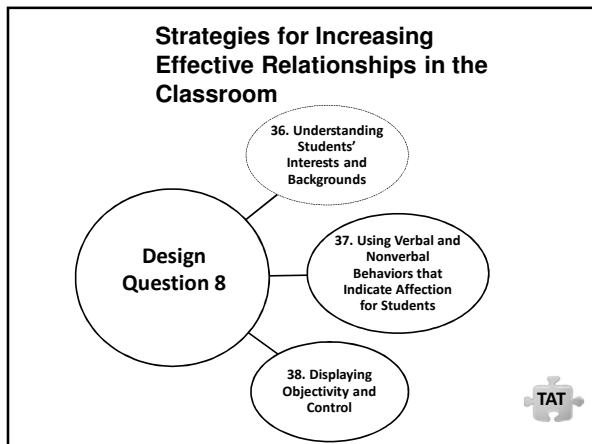 Strategies for Increasing
Effective Relationships in the
Classroom
36. Understanding
Students’
Interests and
Backgrounds
Design
Question 8
37. Using Verbal and
Nonverbal
Behaviors that
Indicate Affection
for Students
38. Displaying
Objectivity and
Control
TAT